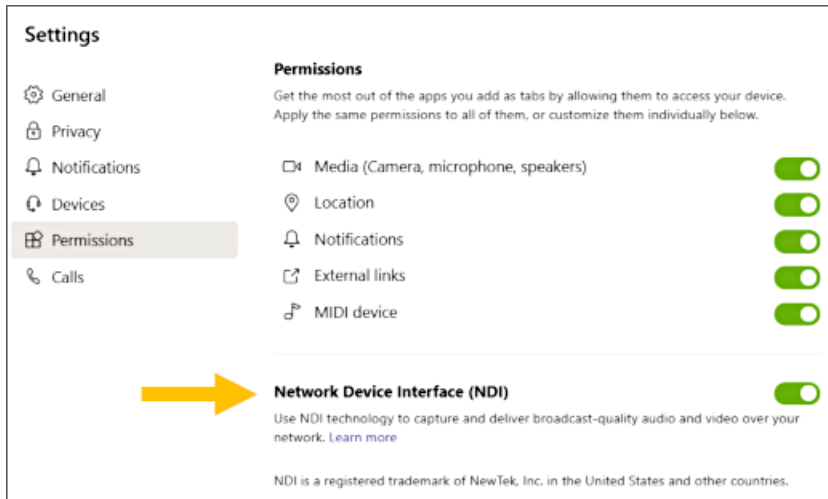 Settings
General
Privacy
Notifications
Devices
Permissions
Calls
Permissions
Get the most out of the apps you add as tabs by allowing them to access your device.
Apply the same permissions to all of them, or customize them individually below.
Media (Camera, microphone, speakers)
Location
Notifications
External links
MIDI device
Network Device Interface (NDI)
Use NDI technology to capture and deliver broadcast-quality audio and video over your
network. Learn more
NDI is a registered trademark of NewTek, Inc. in the United States and other countries.